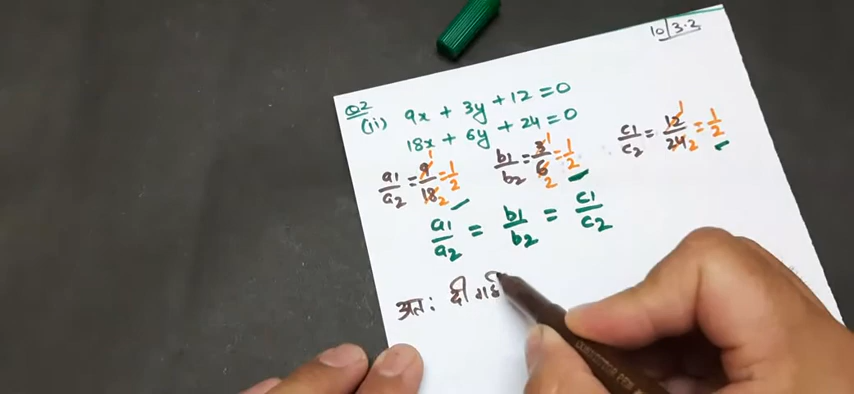 10/3.2
Q2
(ii) 9x + 3y + 12 = 0
18x + 6y + 24 = 0
a1/a2 = 9/18 = 1/2 b1/b2 = 3/6 = 1/2 c1/c2 = 12/24 = 1/2
a1/a2 = b1/b2 = c1/c2
अतः दी गई